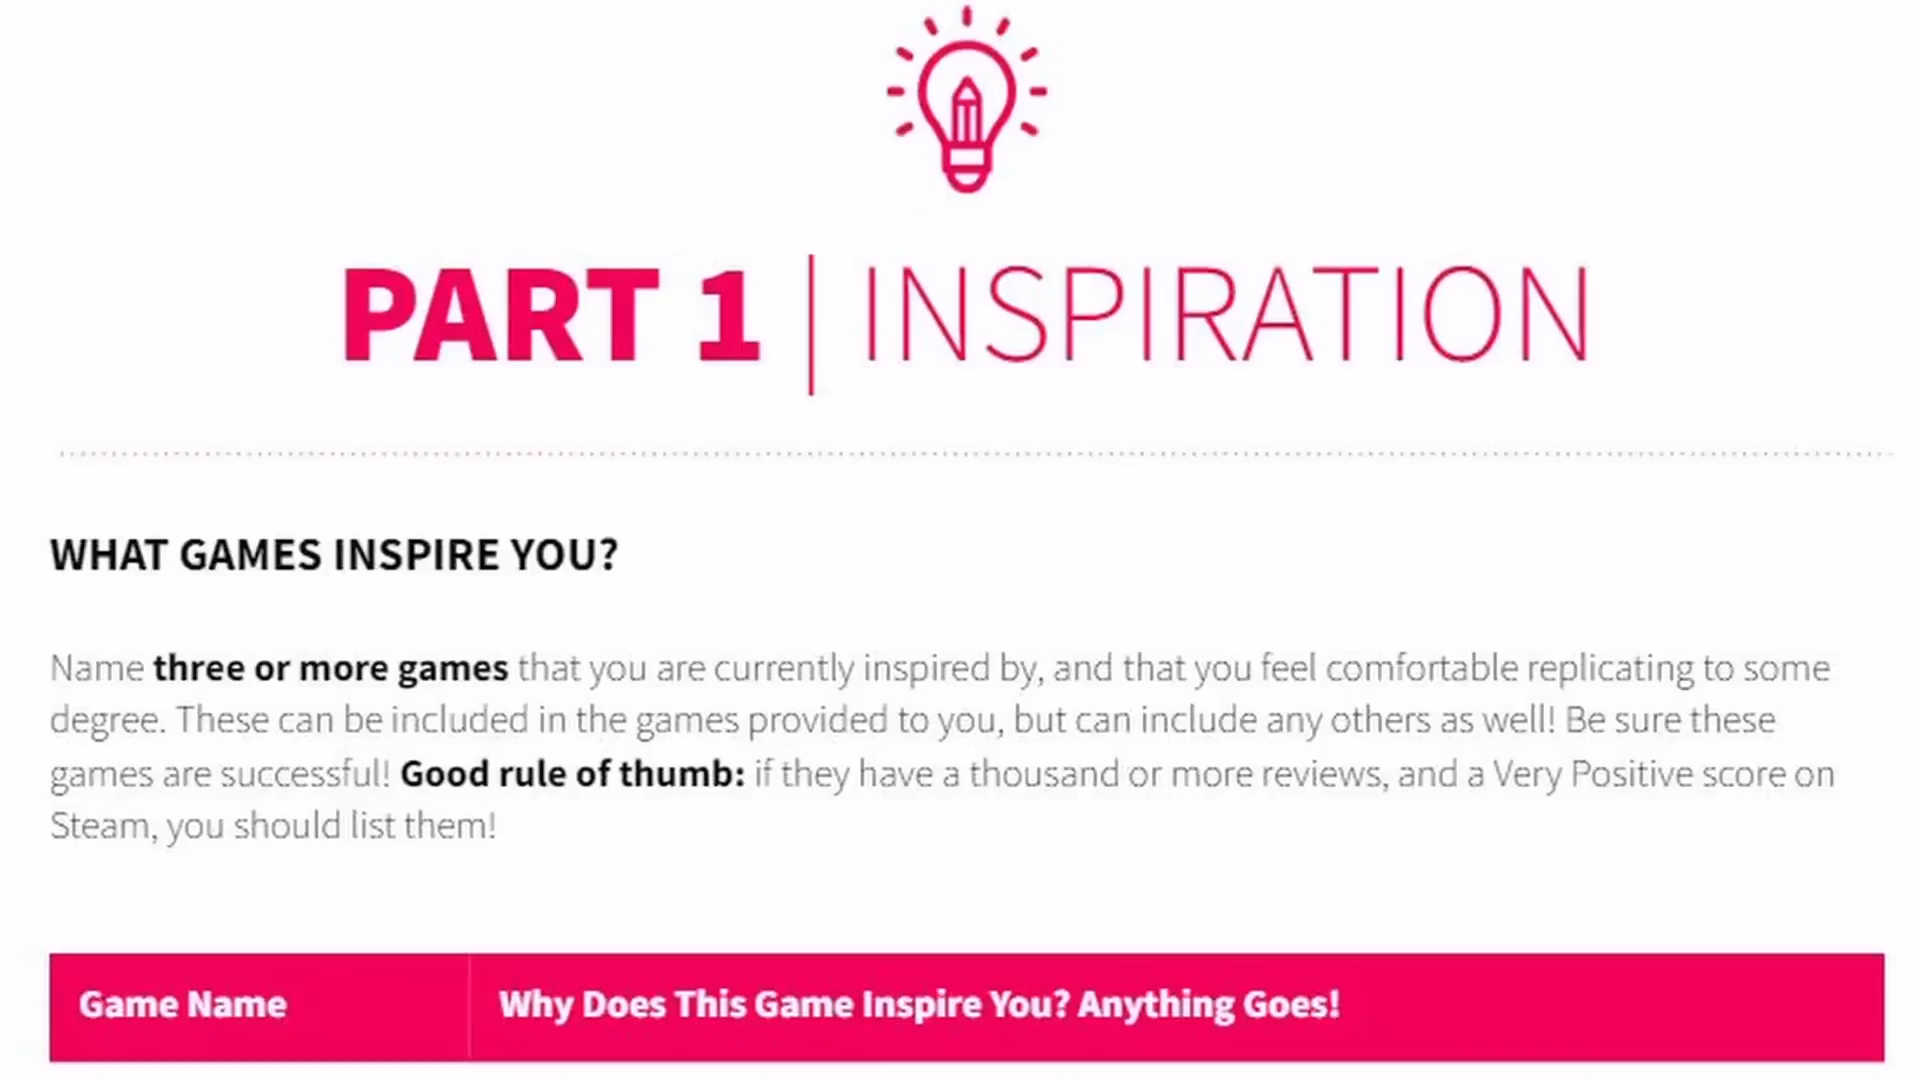 PART 1 | INSPIRATION
WHAT GAMES INSPIRE YOU?
Name three or more games that you are currently inspired by, and that you feel comfortable replicating to some
degree. These can be included in the games provided to you, but can include any others as well! Be sure these
games are successful! Good rule of thumb: if they have a thousand or more reviews, and a Very Positive score on
Steam, you should list them!
Game Name
Why Does This Game Inspire You? Anything Goes!